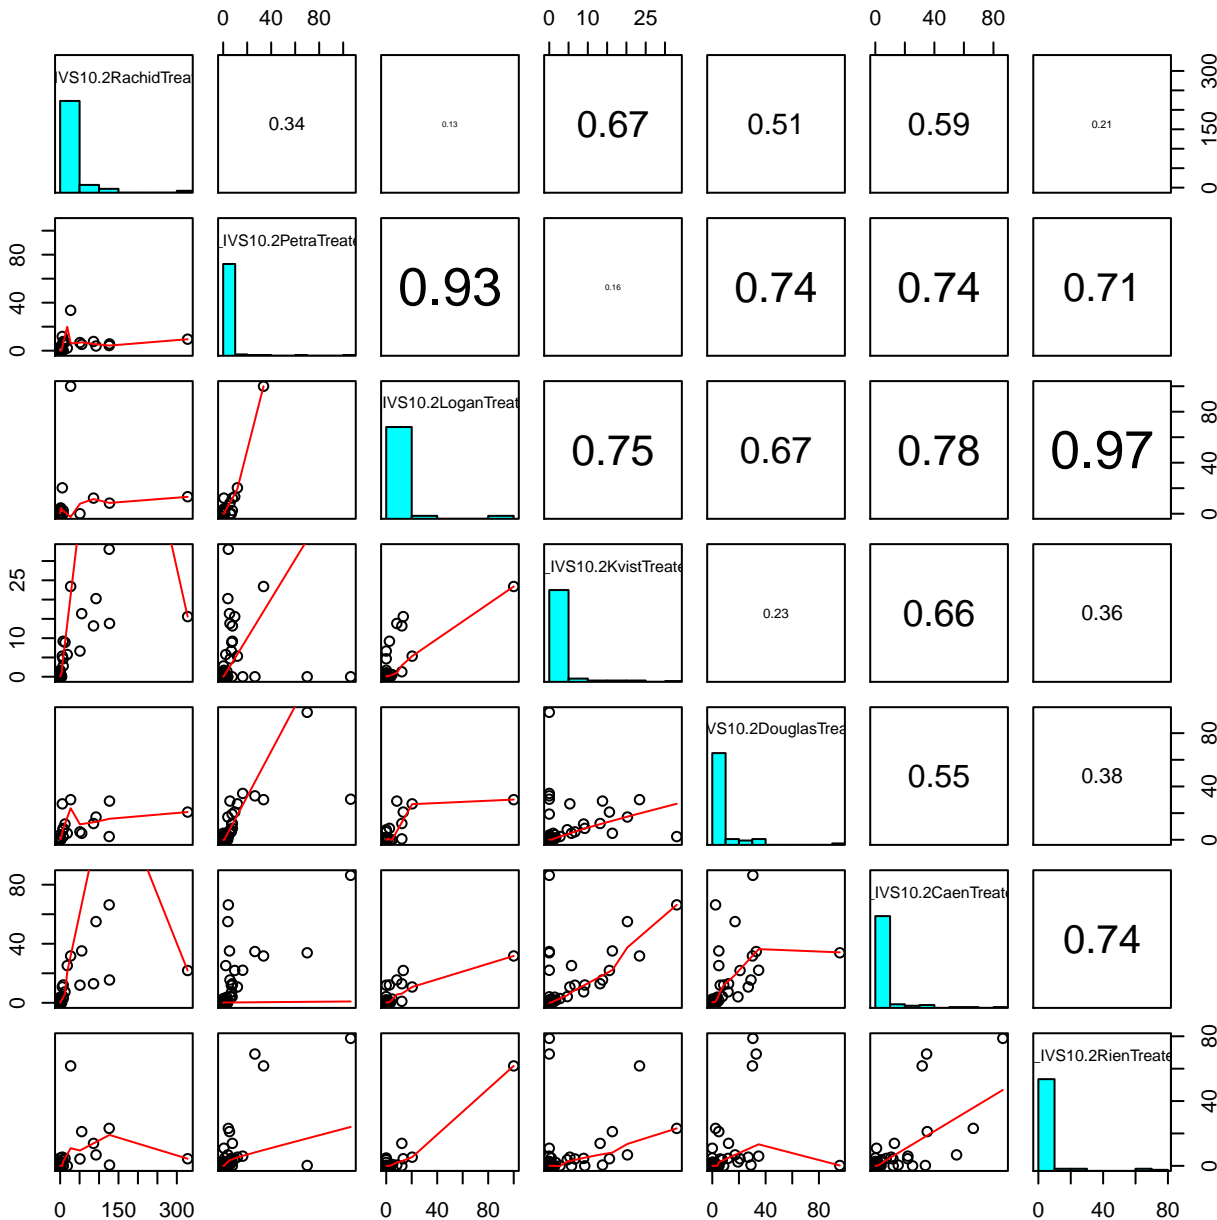 0 40 80 0 10 25 0 40 80
IVS10.2RachidTreat
0.34
0.13
0.67
0.51
0.59
0.21
0 150 300
0 40 80
_IVS10.2PetraTreate
0.93
0.16
0.74
0.74
0.71
IVS10.2LoganTreat
0.75
0.67
0.78
0.97
0 40 80
0 10 25
_IVS10.2KvistTreate
0.23
0.66
0.36
VS10.2DouglasTrea
0.55
0.38
0 40 80
0 40 80
_IVS10.2CaenTreate
0.74
_IVS10.2RienTreate
0 40 80
0 150 300 0 40 80 0 40 80 0 40 80